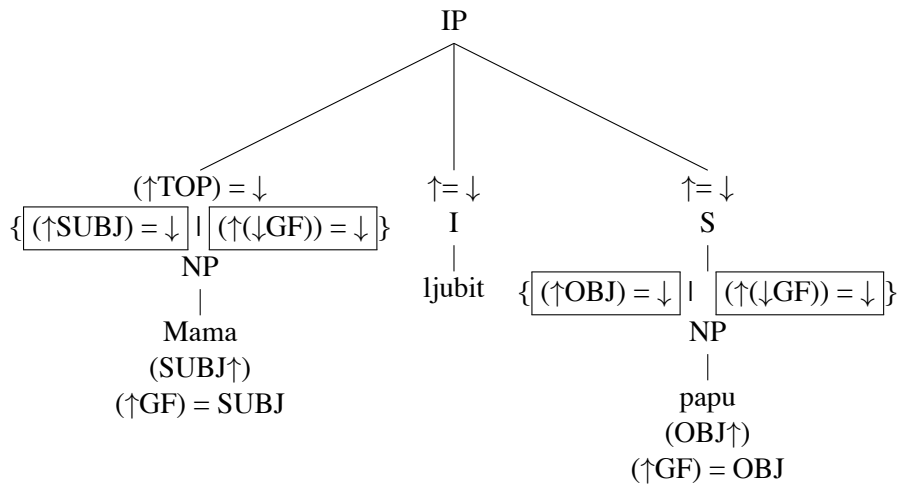 IP
(↑TOP) = ↓ ↑= ↓ ↑= ↓
{ (↑SUBJ) = ↓ | (↑(↓GF)) = ↓ } I S
NP ljubit { (↑OBJ) = ↓ | (↑(↓GF)) = ↓ }
Mama NP
(SUBJ↑)
(↑GF) = SUBJ papu
(OBJ↑)
(↑GF) = OBJ